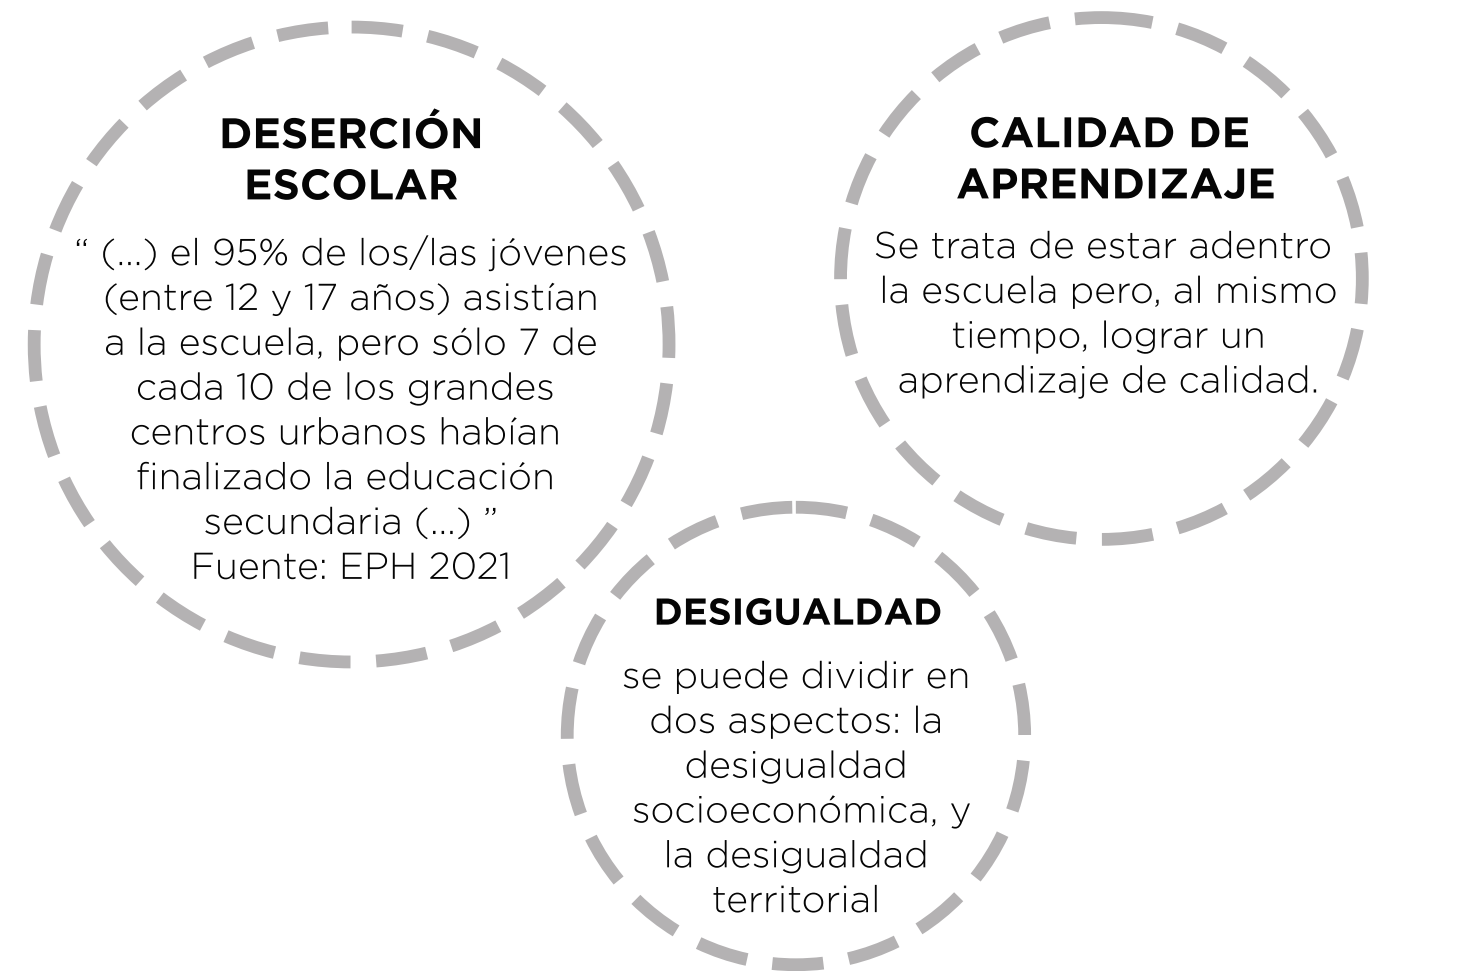 DESERCIÓN
ESCOLAR
“ (...) el 95% de los/las jóvenes
(entre 12 y 17 años) asistían
a la escuela, pero sólo 7 de
cada 10 de los grandes
centros urbanos habían
finalizado la educación
secundaria (...) ”
Fuente: EPH 2021
CALIDAD DE
APRENDIZAJE
Se trata de estar adentro
la escuela pero, al mismo
tiempo, lograr un
aprendizaje de calidad.
DESIGUALDAD
se puede dividir en
dos aspectos: la
desigualdad
socioeconómica, y
la desigualdad
territorial